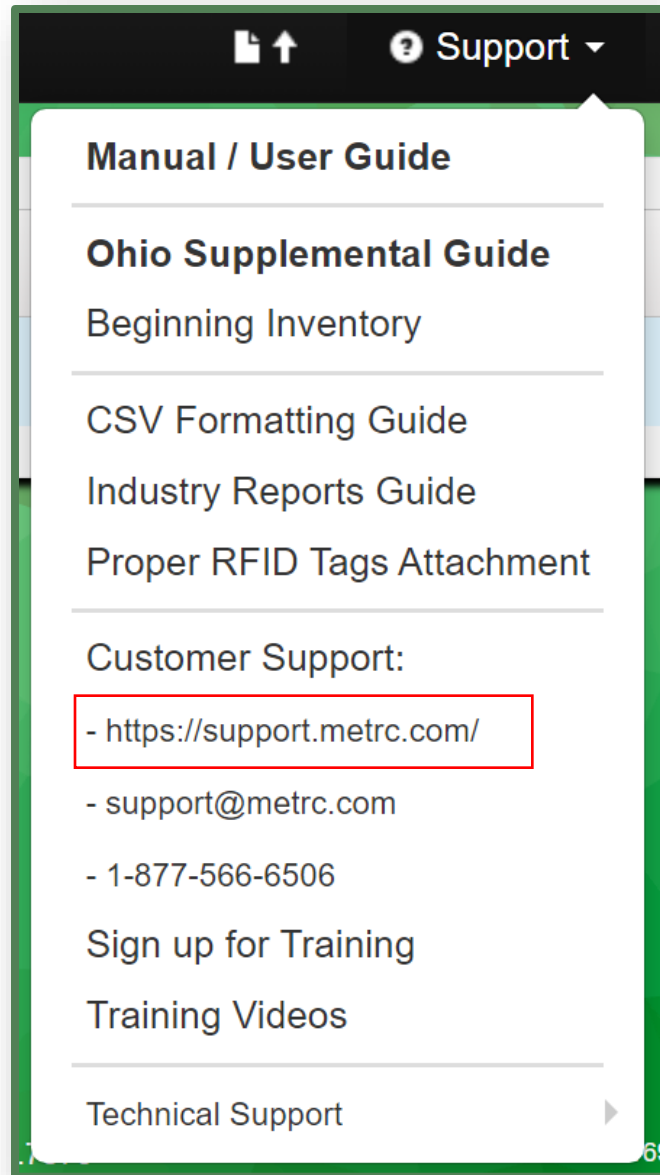 Support
Manual / User Guide
Ohio Supplemental Guide
Beginning Inventory
CSV Formatting Guide
Industry Reports Guide
Proper RFID Tags Attachment
Customer Support:
- https://support.metrc.com/
- support@metrc.com
- 1-877-566-6506
Sign up for Training
Training Videos
Technical Support